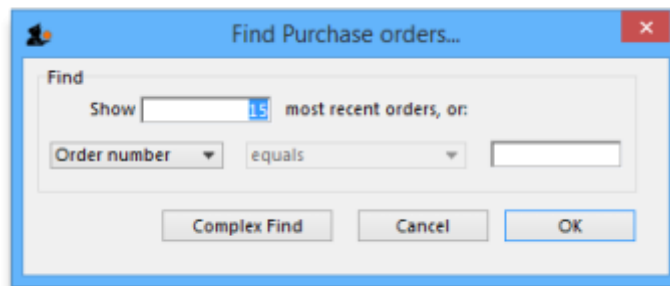 Find Purchase orders...
Find
Show 15 most recent orders, or:
Order number equals
Complex Find Cancel OK